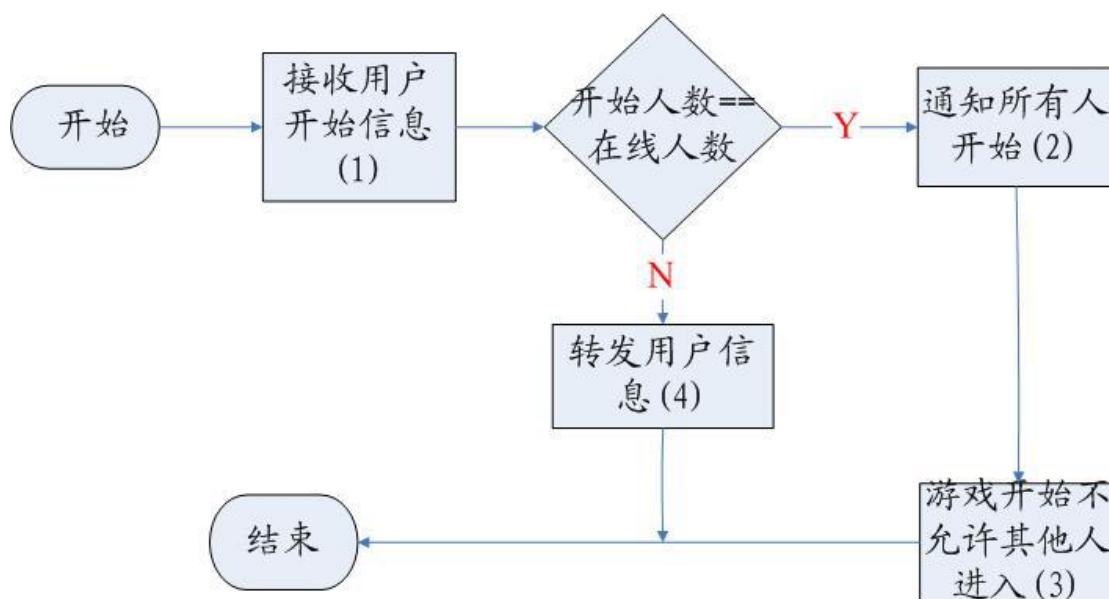 开始
接收用户
开始信息
(1)
开始人数==
在线人数
Y
通知所有人
开始(2)
N
转发用户信
息(4)
游戏开始不
允许其他人
进入(3)
结束